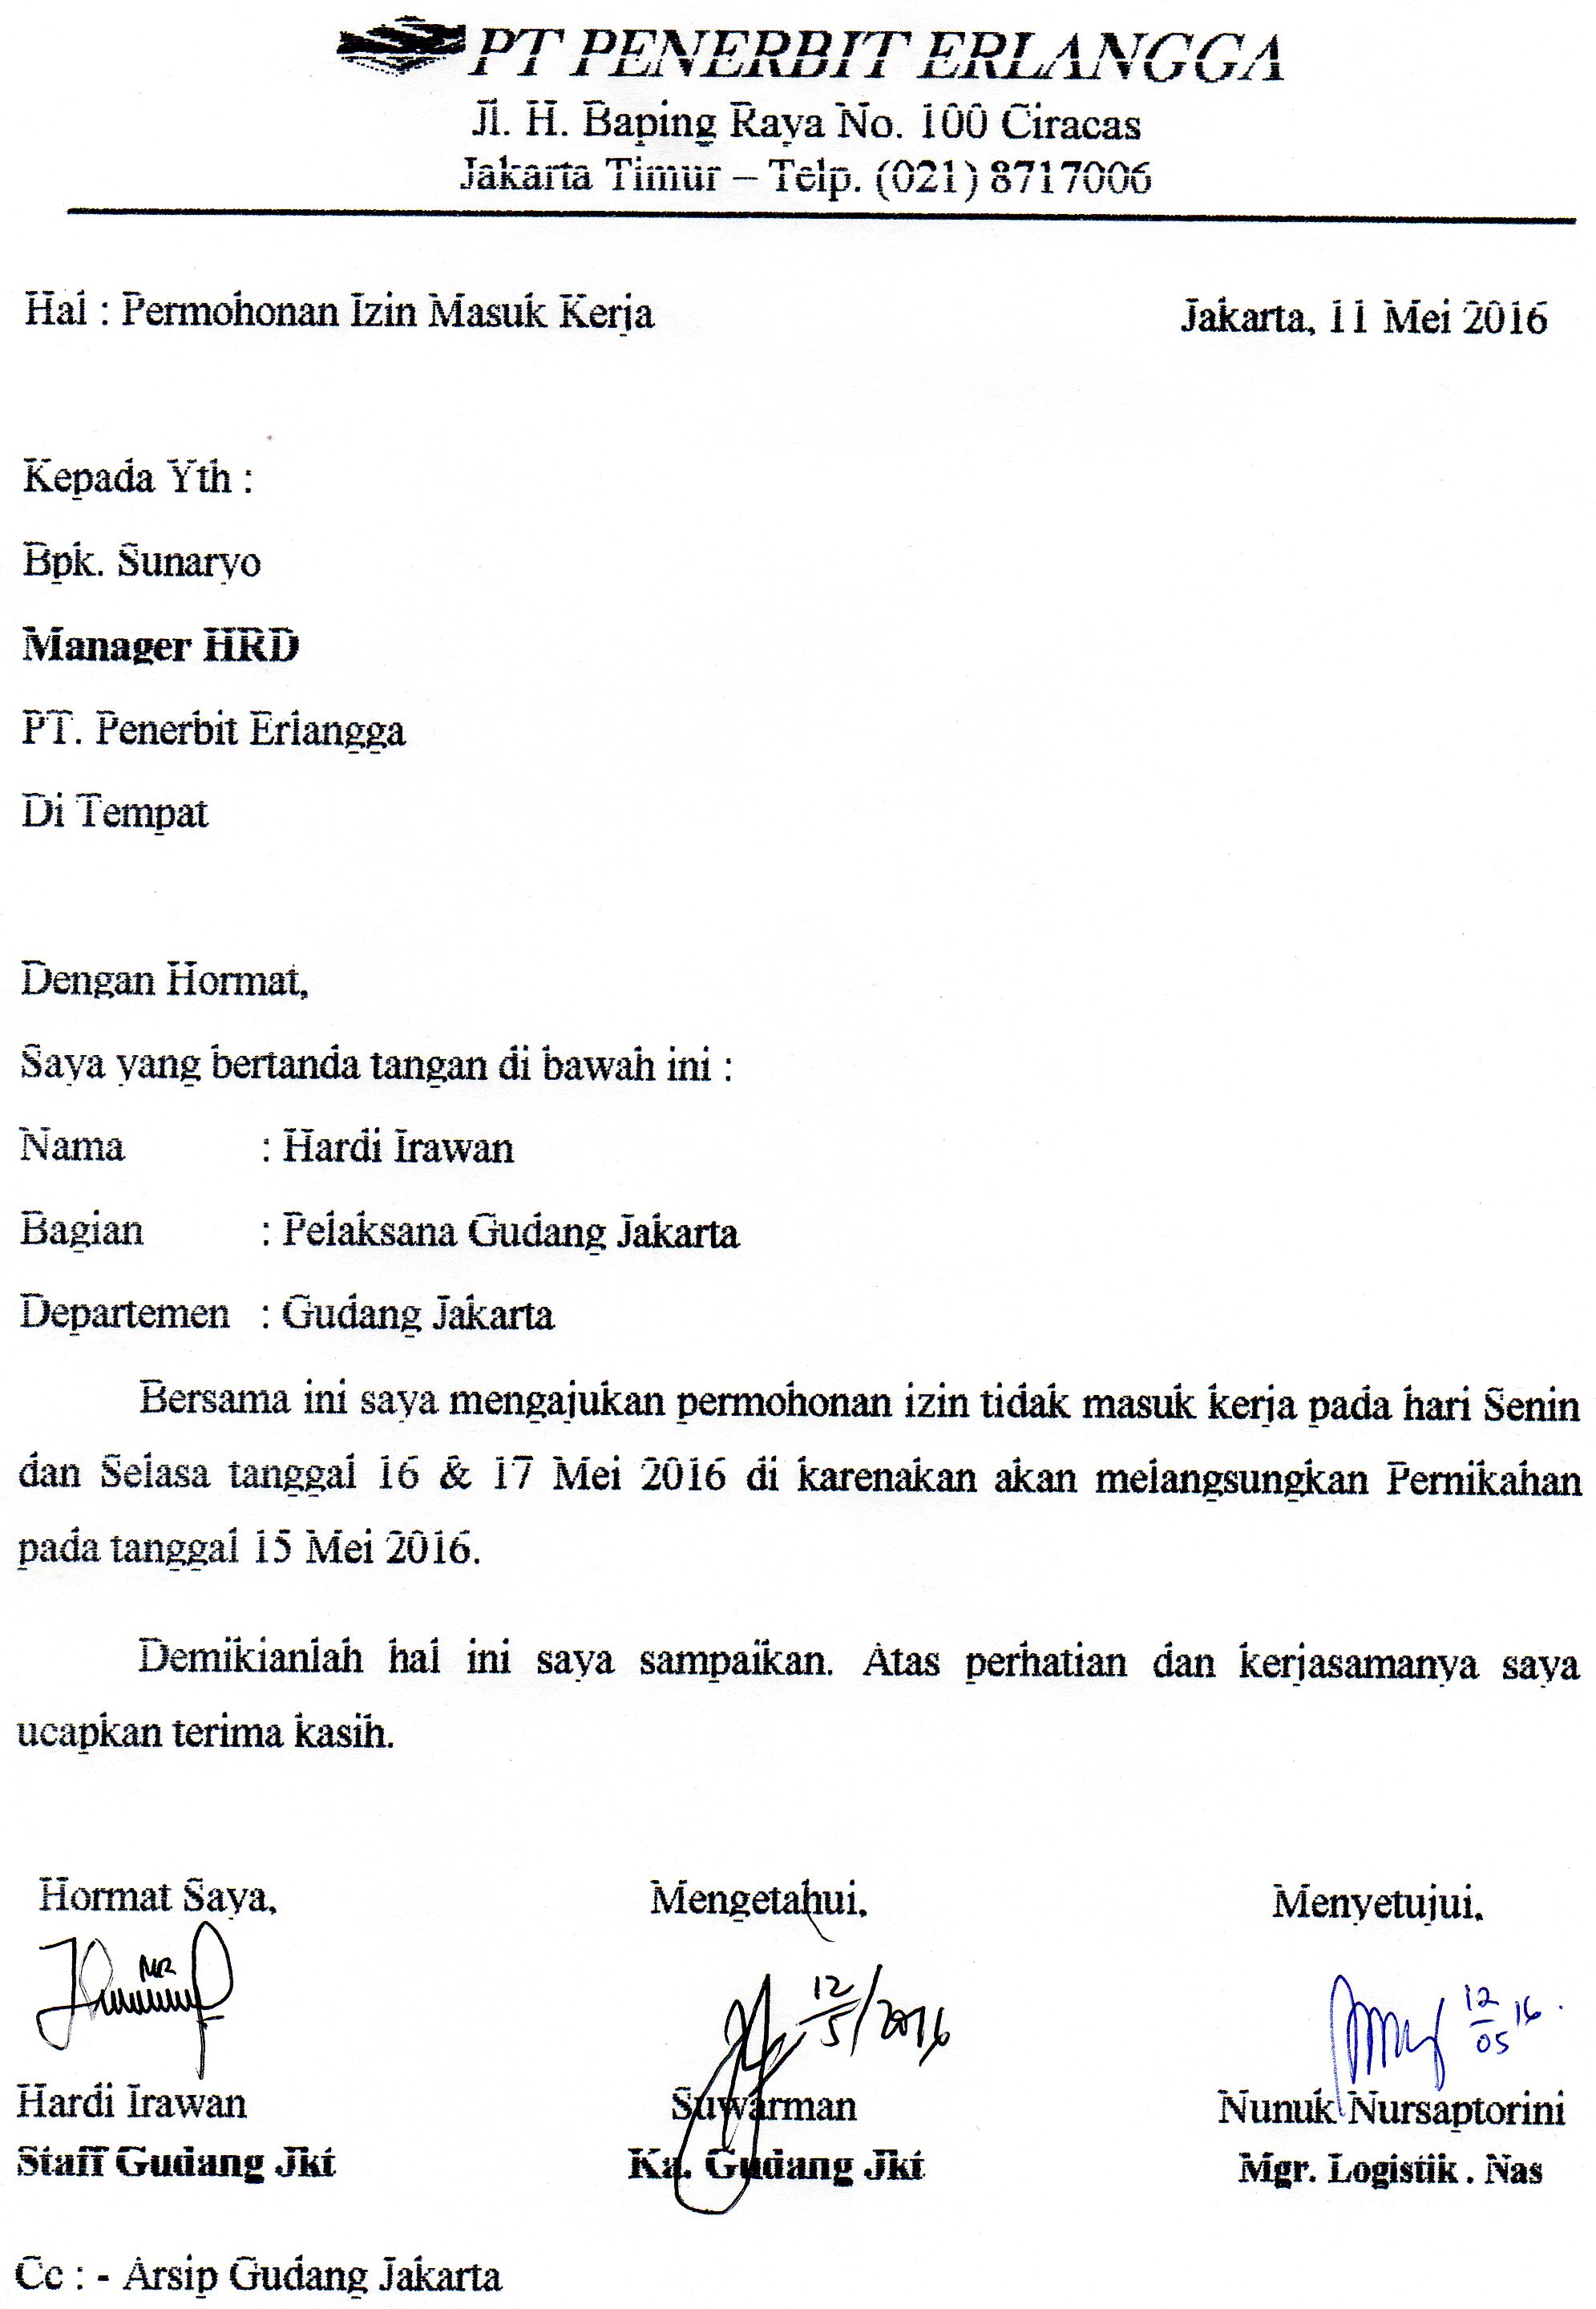 PT PENERBIT ERLANGGA
Jl. H. Baping Raya No. 100 Ciracas
Jakarta Timur – Telp. (021) 8717006
Hal : Permohonan Izin Masuk Kerja Jakarta, 11 Mei 2016
Kepada Yth :
Bpk. Sunaryo
Manager HRD
PT. Penerbit Erlangga
Di Tempat
Dengan Hormat,
Saya yang bertanda tangan di bawah ini :
Nama : Hardi Irawan
Bagian : Pelaksana Gudang Jakarta
Departemen : Gudang Jakarta
Bersama ini saya mengajukan permohonan izin tidak masuk kerja pada hari Senin
dan Selasa tanggal 16 & 17 Mei 2016 di karenakan akan melangsungkan Pernikahan
pada tanggal 15 Mei 2016.
Demikianlah hal ini saya sampaikan. Atas perhatian dan kerjasamanya saya
ucapkan terima kasih.
Hormat Saya, Mengetahui, Menyetujui,
12/5/2016 12/05 16
Hardi Irawan Suwarman Nunuk Nursaptorini
Staff Gudang Jkt Ka. Gudang Jkt Mgr. Logistik . Nas
Cc : - Arsip Gudang Jakarta